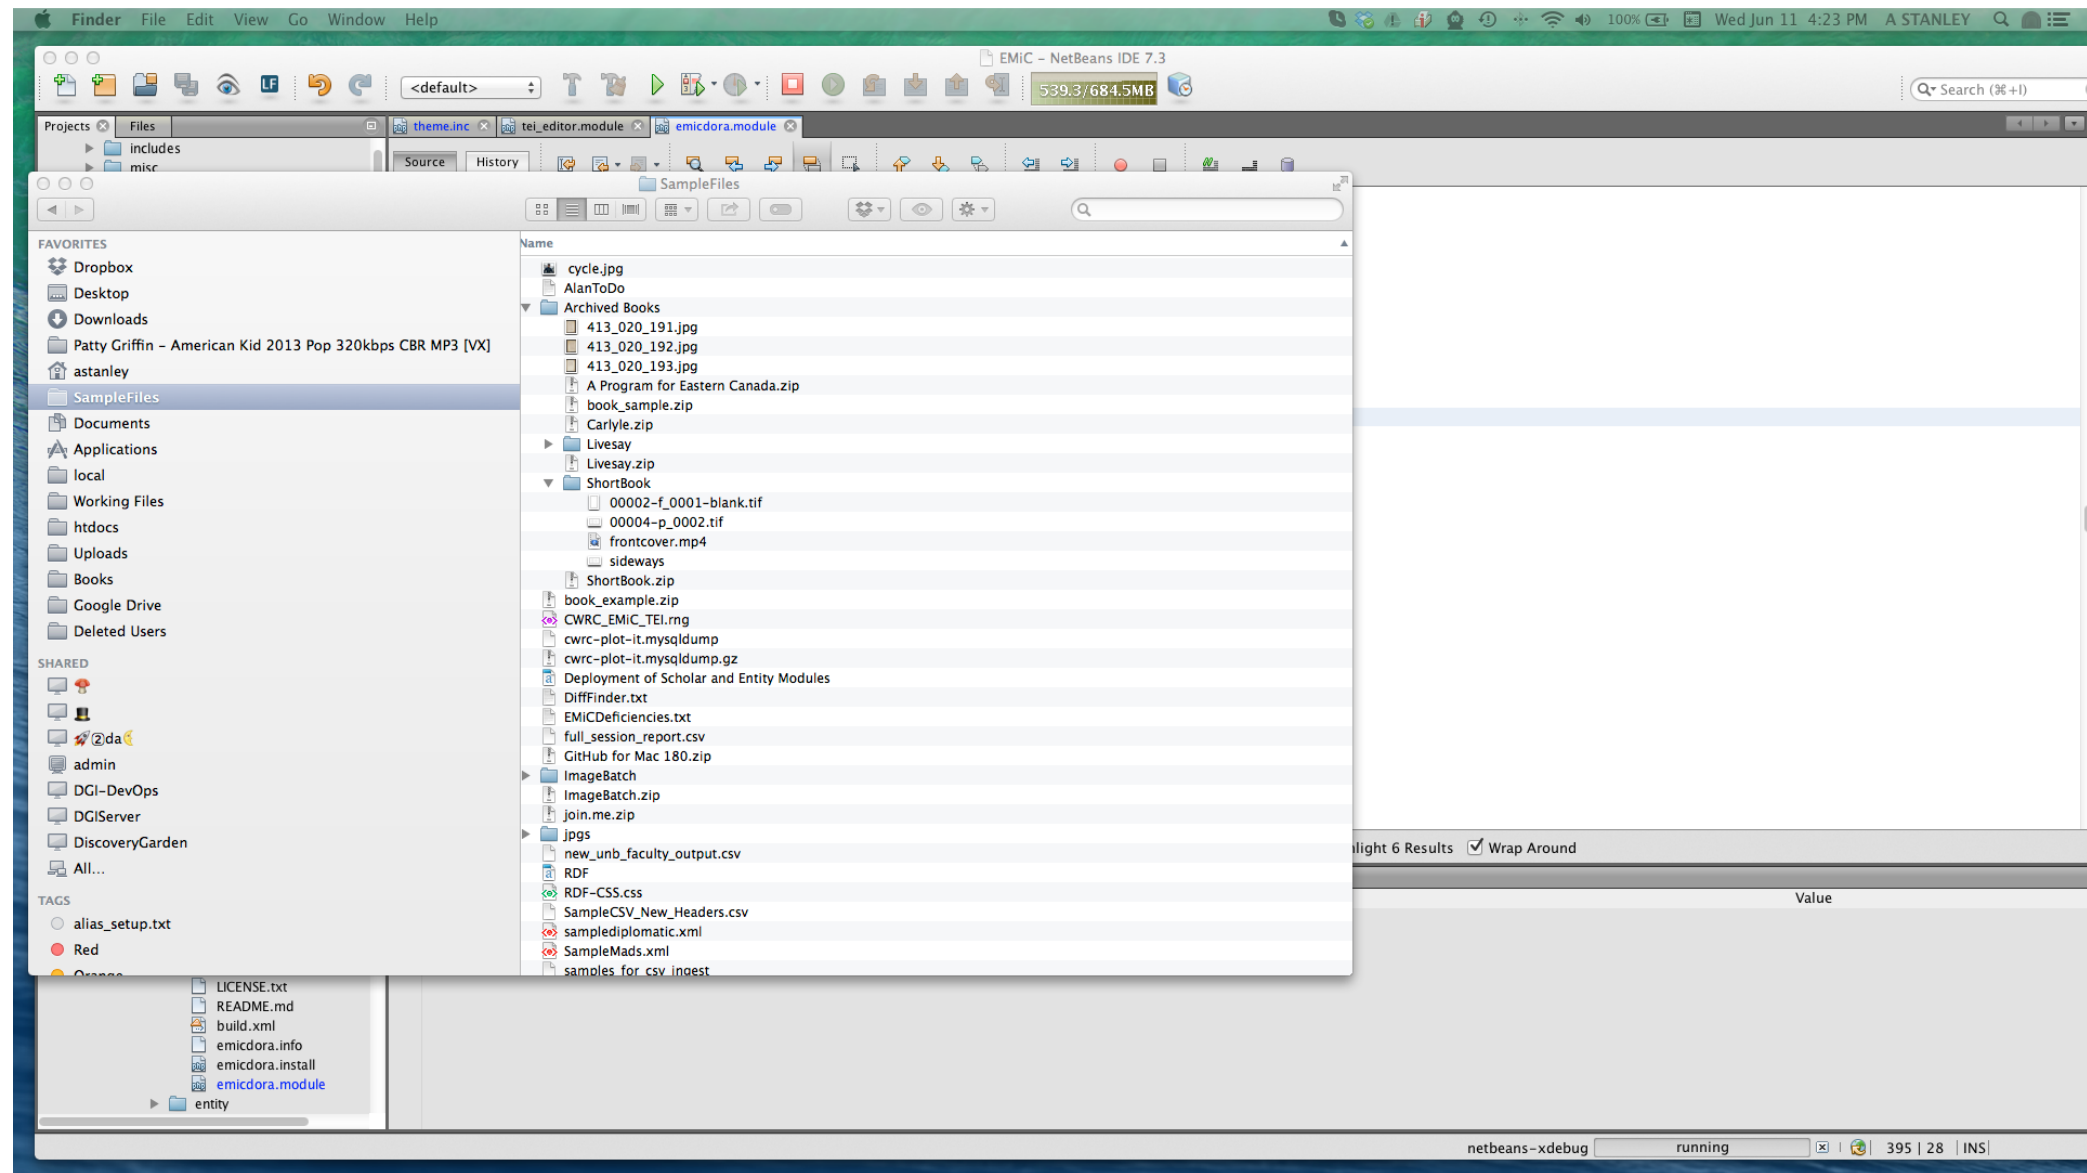 Finder File Edit View Go Window Help 100% Wed Jun 11 4:23 PM A STANLEY
EMiC – NetBeans IDE 7.3
<default> 539.3/684.5MB Search (⌘+I)
Projects Files theme.inc tei_editor.module emicdora.module
includes
Source History
misc
SampleFiles
FAVORITES
Dropbox
Desktop
Downloads
Patty Griffin – American Kid 2013 Pop 320kbps CBR MP3 [VX]
astanley
SampleFiles
Documents
Applications
local
Working Files
htdocs
Uploads
Books
Google Drive
Deleted Users
SHARED
🍄
🎩
🚀②da🌛
admin
DGI-DevOps
DGIServer
DiscoveryGarden
All...
TAGS
alias_setup.txt
Red
Orange
Name
cycle.jpg
AlanToDo
Archived Books
413_020_191.jpg
413_020_192.jpg
413_020_193.jpg
A Program for Eastern Canada.zip
book_sample.zip
Carlyle.zip
Livesay
Livesay.zip
ShortBook
00002-f_0001-blank.tif
00004-p_0002.tif
frontcover.mp4
sideways
ShortBook.zip
book_example.zip
CWRC_EMiC_TEI.rng
cwrc-plot-it.mysqldump
cwrc-plot-it.mysqldump.gz
Deployment of Scholar and Entity Modules
DiffFinder.txt
EMiCDeficiencies.txt
full_session_report.csv
GitHub for Mac 180.zip
ImageBatch
ImageBatch.zip
join.me.zip
jpgs
new_unb_faculty_output.csv
RDF
RDF-CSS.css
SampleCSV_New_Headers.csv
samplediplomatic.xml
SampleMads.xml
samples_for_csv_ingest
light 6 Results Wrap Around
Value
LICENSE.txt
README.md
build.xml
emicdora.info
emicdora.install
emicdora.module
entity
netbeans-xdebug running 395 | 28 INS